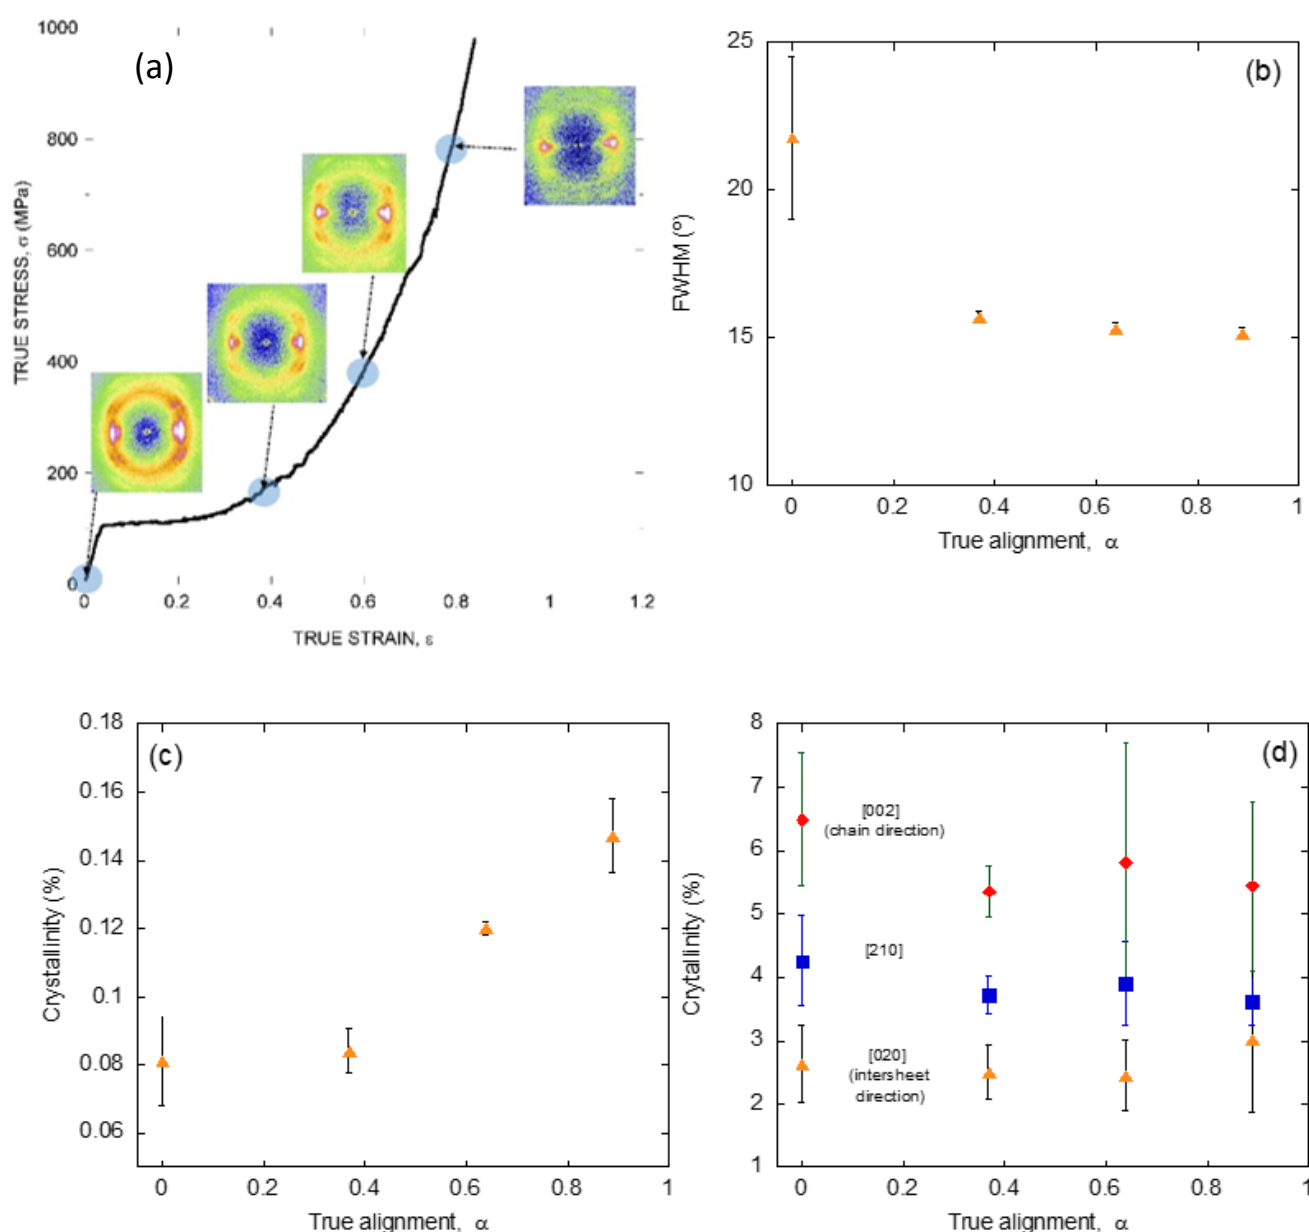 (a)
1000
800
600
400
200
0
TRUE STRESS, σ (MPa)
0 0.2 0.4 0.6 0.8 1 1.2
TRUE STRAIN, ε
(b)
25
20
15
10
FWHM (º)
0 0.2 0.4 0.6 0.8 1
True alignment, α
(c)
0.18
0.16
0.14
0.12
0.1
0.08
0.06
Crystallinity (%)
0 0.2 0.4 0.6 0.8 1
True alignment, α
(d)
8
7
6
5
4
3
2
1
Crytallinity (%)
[002]
(chain direction)
[210]
[020]
(intersheet
direction)
0 0.2 0.4 0.6 0.8 1
True alignment, α